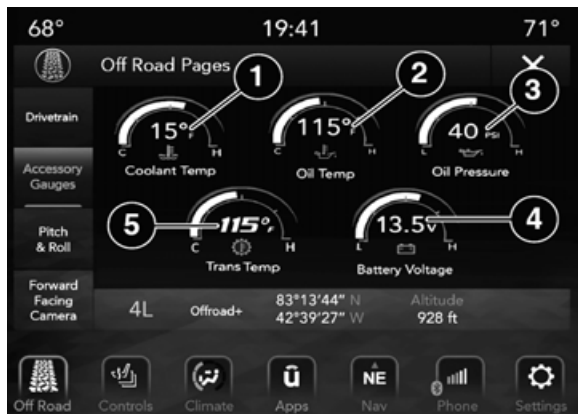 68° 19:41 71°
Off Road Pages
1
2
3
Drivetrain
15°F
C H
Coolant Temp
115°F
C H
Oil Temp
40 PSI
L H
Oil Pressure
Accessory
Gauges
5
4
115°F
C H
Trans Temp
13.5v
L H
Battery Voltage
Pitch
& Roll
Forward
Facing
Camera
4L
Offroad+
83°13'44" N
42°39'27" W
Altitude
928 ft
û
NE
Off Road Controls Climate Apps Nav Phone Settings